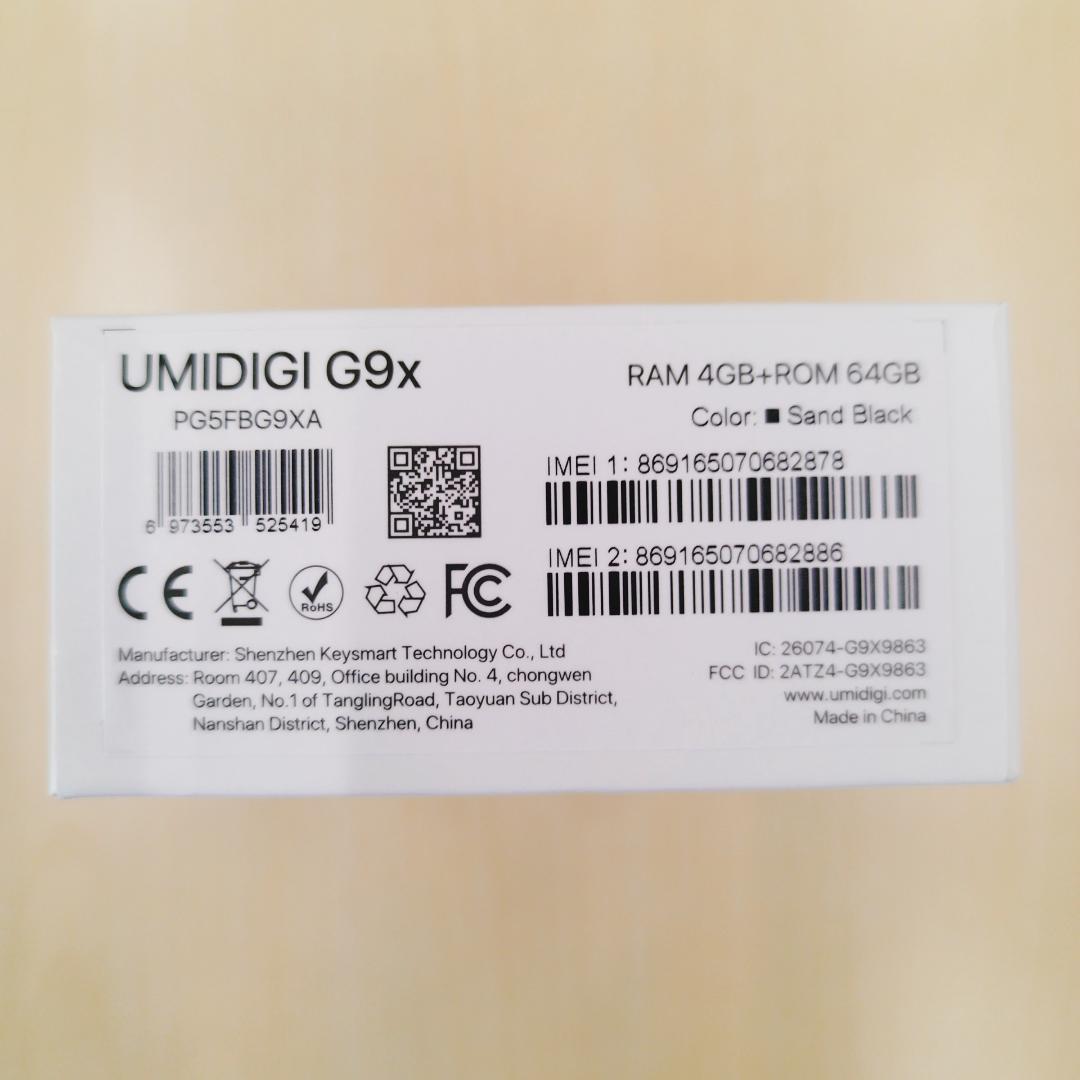 UMIDIGI G9x
RAM 4GB+ROM 64GB
PG5FBG9XA
Color: ■ Sand Black
6 973553 525419
IMEI 1: 869165070682878
IMEI 2: 869165070682886
CE
RoHS
FC
Manufacturer: Shenzhen Keysmart Technology Co., Ltd
Address: Room 407, 409, Office building No. 4, chongwen
Garden, No.1 of TanglingRoad, Taoyuan Sub District,
Nanshan District, Shenzhen, China
IC: 26074-G9X9863
FCC ID: 2ATZ4-G9X9863
www.umidigi.com
Made in China